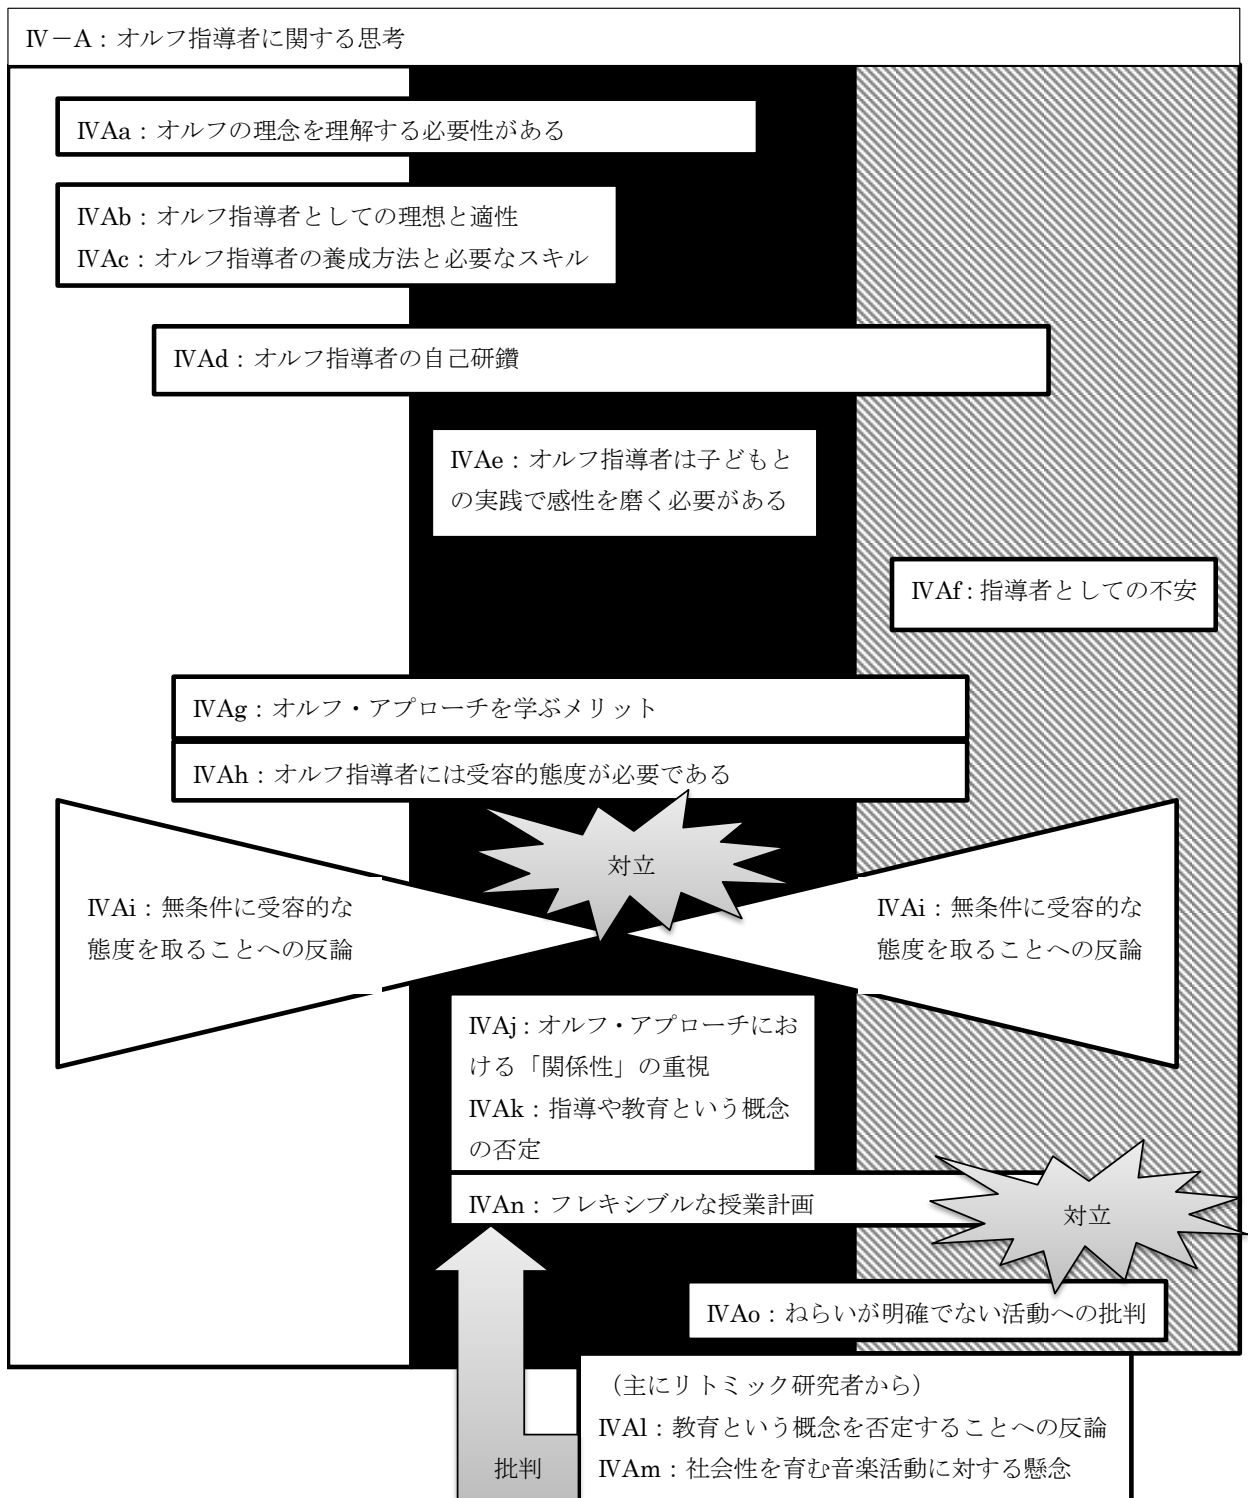 Ⅳ－A：オルフ指導者に関する思考
ⅣAa：オルフの理念を理解する必要性がある
ⅣAb：オルフ指導者としての理想と適性
ⅣAc：オルフ指導者の養成方法と必要なスキル
ⅣAd：オルフ指導者の自己研鑽
ⅣAe：オルフ指導者は子どもと
の実践で感性を磨く必要がある
ⅣAf：指導者としての不安
ⅣAg：オルフ・アプローチを学ぶメリット
ⅣAh：オルフ指導者には受容的態度が必要である
対立
ⅣAi：無条件に受容的な
態度を取ることへの反論
ⅣAi：無条件に受容的な
態度を取ることへの反論
ⅣAj：オルフ・アプローチにお
ける「関係性」の重視
ⅣAk：指導や教育という概念
の否定
ⅣAn：フレキシブルな授業計画
対立
ⅣAo：ねらいが明確でない活動への批判
（主にリトミック研究者から）
ⅣAl：教育という概念を否定することへの反論
ⅣAm：社会性を育む音楽活動に対する懸念
批判